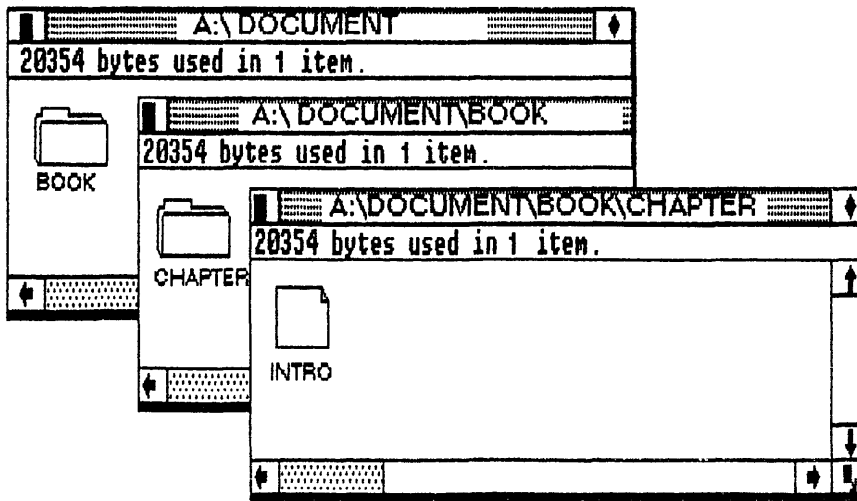 A:\ DOCUMENT
20354 bytes used in 1 item.
BOOK
A:\ DOCUMENT\BOOK
20354 bytes used in 1 item.
CHAPTER
A:\DOCUMENT\BOOK\CHAPTER
20354 bytes used in 1 item.
INTRO